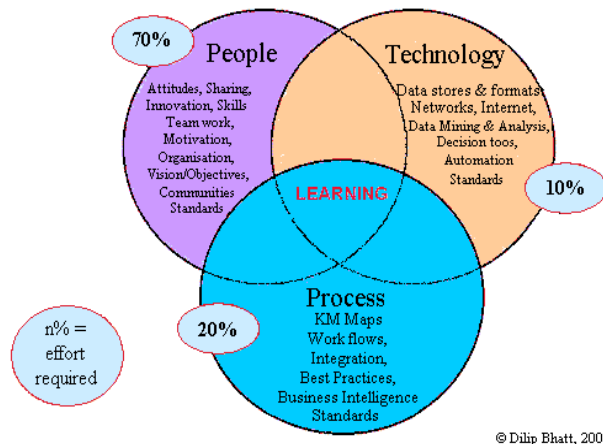 70%
People
Attitudes, Sharing,
Innovation, Skills
Team work,
Motivation,
Organisation,
Vision/Objectives,
Communities
Standards
Technology
Data stores & formats
Networks, Internet,
Data Mining & Analysis,
Decision toos,
Automation
Standards
10%
LEARNING
Process
KM Maps
Work flows,
Integration,
Best Practices,
Business Intelligence
Standards
20%
n% =
effort
required
© Dilip Bhatt, 200